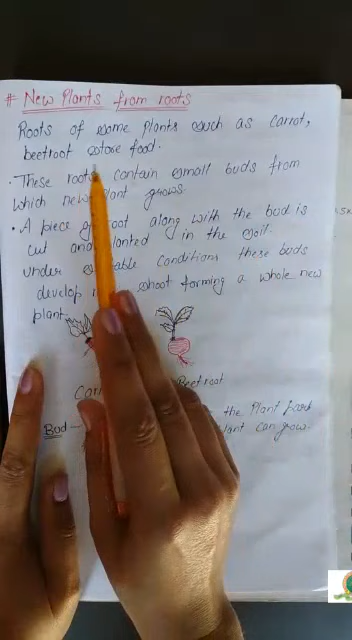 # New Plants from roots
Roots of some plants such as carrot,
beetroot store food.
· These roots contain small buds from
which new plant grows.
· A piece of root along with the bud is
cut and planted in the soil.
under suitable Conditions these buds
develop shoot forming a whole new
plant
Beetroot
Bud - the Plant part
plant can grow.